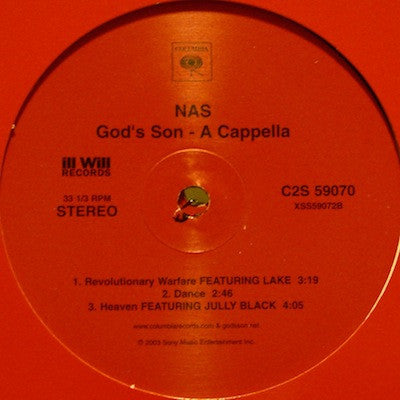 COLUMBIA
NAS
God's Son - A Cappella
ill Will
RECORDS
33 1/3 RPM
STEREO
C2S 59070
XSS59072B
1. Revolutionary Warfare FEATURING LAKE 3:19
2. Dance 2:46
3. Heaven FEATURING JULLY BLACK 4:05
www.columbiarecords.com & godsson.net
© 2003 Sony Music Entertainment Inc.